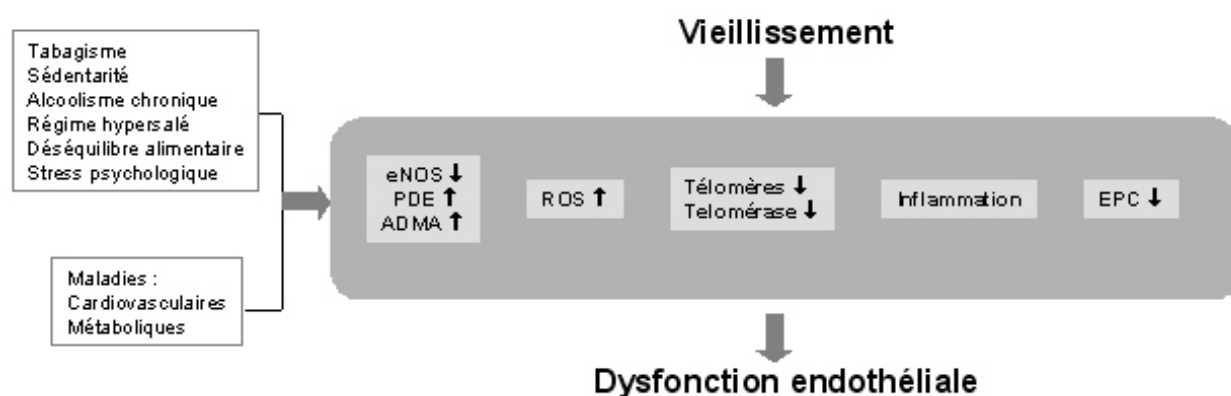 Vieillissement
Tabagisme
Sédentarité
Alcoolisme chronique
Régime hypersalé
Déséquilibre alimentaire
Stress psychologique
Maladies :
Cardiovasculaires
Métaboliques
eNOS ↓
PDE ↑
ADMA ↑
ROS ↑
Télomères ↓
Telomérase ↓
Inflammation
EPC ↓
Dysfonction endothéliale